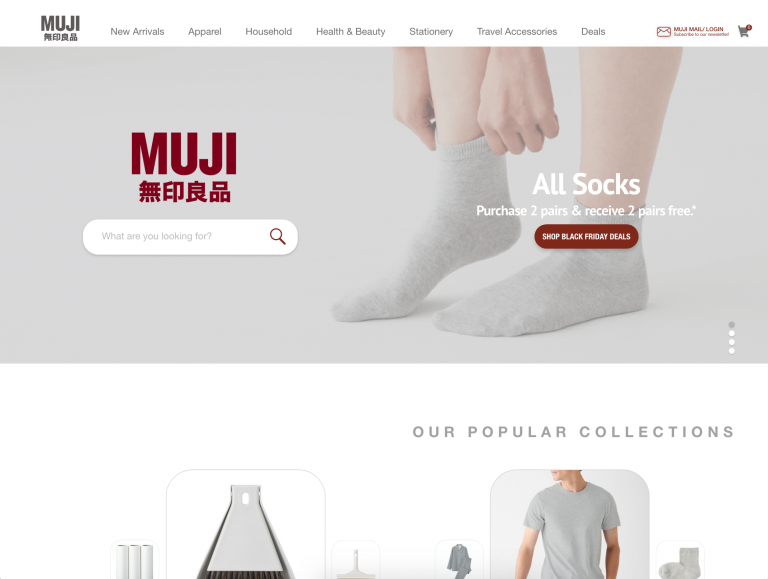 MUJI
無印良品
New Arrivals
Apparel
Household
Health & Beauty
Stationery
Travel Accessories
Deals
MUJI MAIL/ LOGIN
Subscribe to our newsletter!
MUJI
無印良品
What are you looking for?
All Socks
Purchase 2 pairs & receive 2 pairs free.*
SHOP BLACK FRIDAY DEALS
OUR POPULAR COLLECTIONS